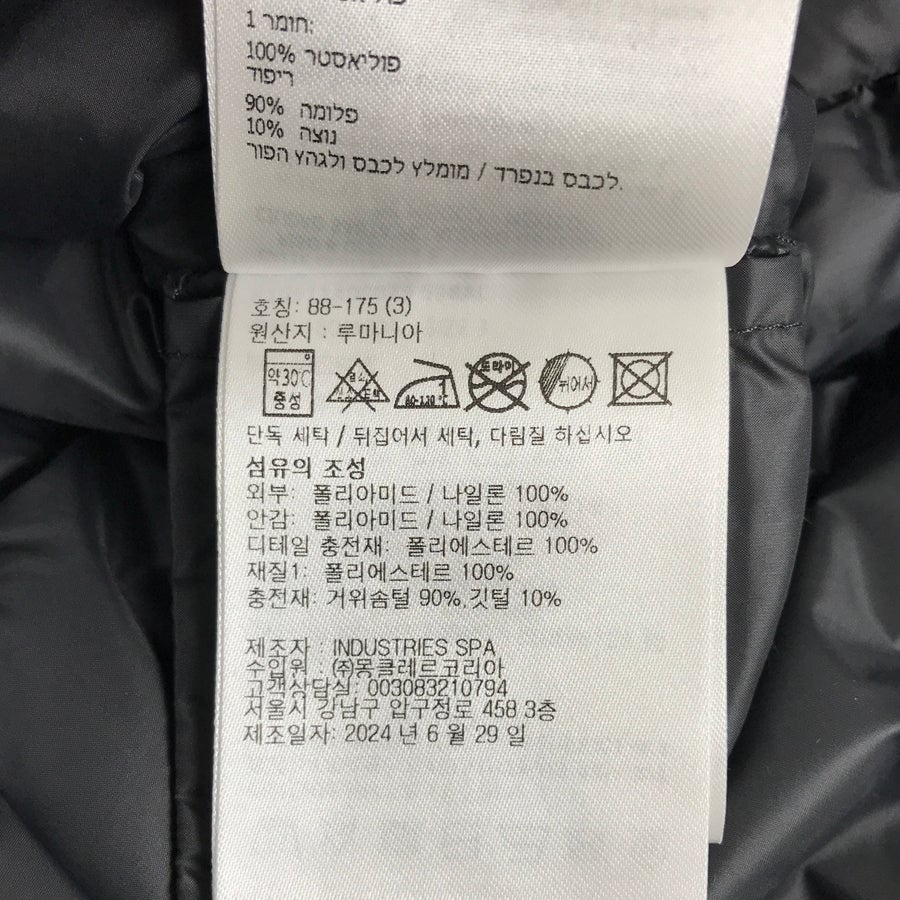 חומר 1:
100% פוליאסטר
ריפוד
90% פלומה
10% נוצה
לכבס בנפרד / מומלץ לכבס ולגהץ הפוך.
호칭: 88-175 (3)
원산지 : 루마니아
약30℃ 중성 80-120℃ 드라이 뉘어서
단독 세탁 / 뒤집어서 세탁, 다림질 하십시오
섬유의 조성
외부: 폴리아미드 / 나일론 100%
안감: 폴리아미드 / 나일론 100%
디테일 충전재: 폴리에스테르 100%
재질1: 폴리에스테르 100%
충전재: 거위솜털 90%,깃털 10%
제조자 : INDUSTRIES SPA
수입원 : ㈜몽클레르코리아
고객상담실: 003083210794
서울시 강남구 압구정로 458 3층
제조일자: 2024 년 6 월 29 일